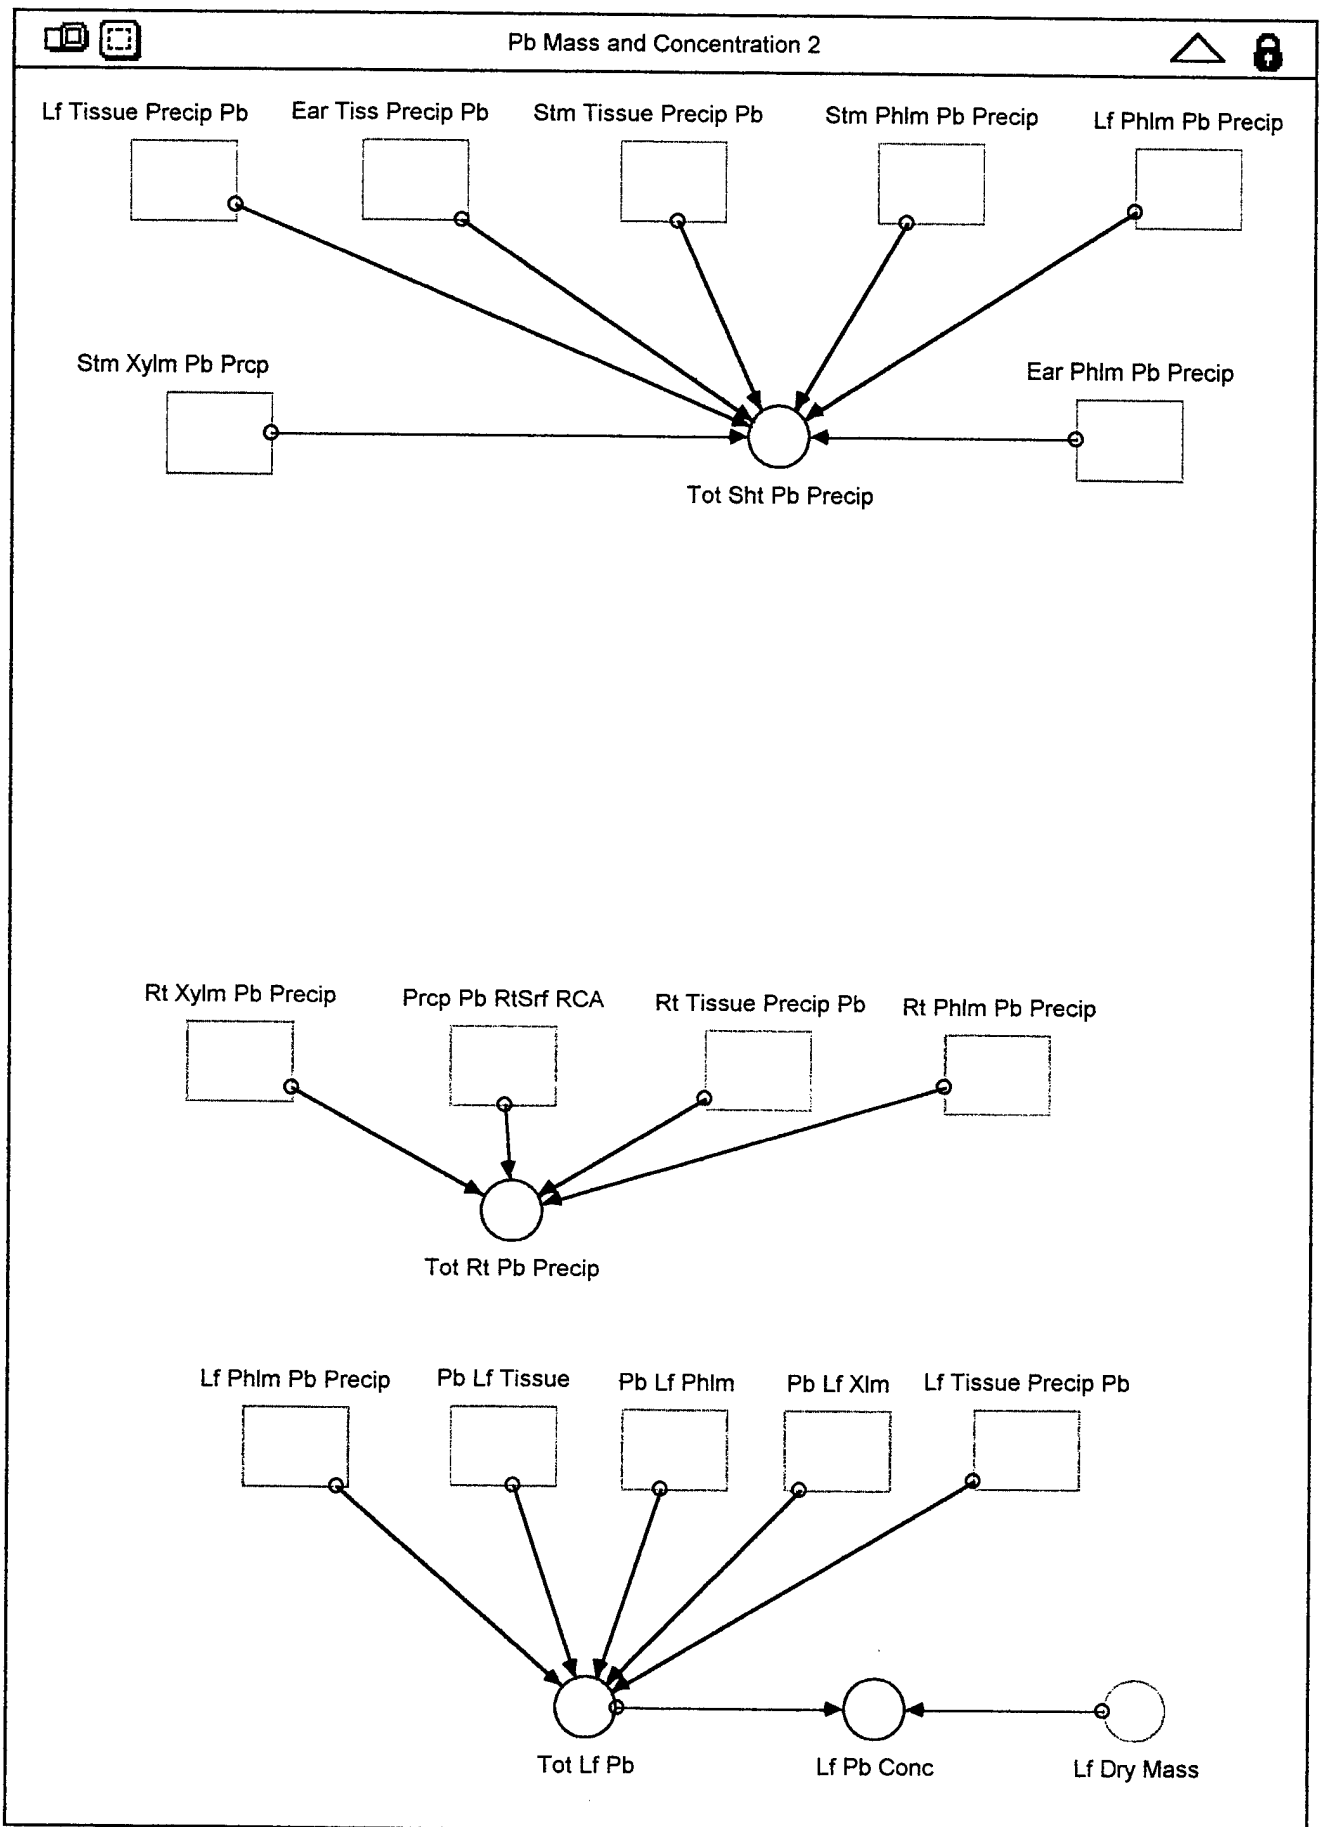 Pb Mass and Concentration 2
Lf Tissue Precip Pb
Ear Tiss Precip Pb
Stm Tissue Precip Pb
Stm Phlm Pb Precip
Lf Phlm Pb Precip
Stm Xylm Pb Prcp
Ear Phlm Pb Precip
Tot Sht Pb Precip
Rt Xylm Pb Precip
Prcp Pb RtSrf RCA
Rt Tissue Precip Pb
Rt Phlm Pb Precip
Tot Rt Pb Precip
Lf Phlm Pb Precip
Pb Lf Tissue
Pb Lf Phlm
Pb Lf Xlm
Lf Tissue Precip Pb
Tot Lf Pb
Lf Pb Conc
Lf Dry Mass